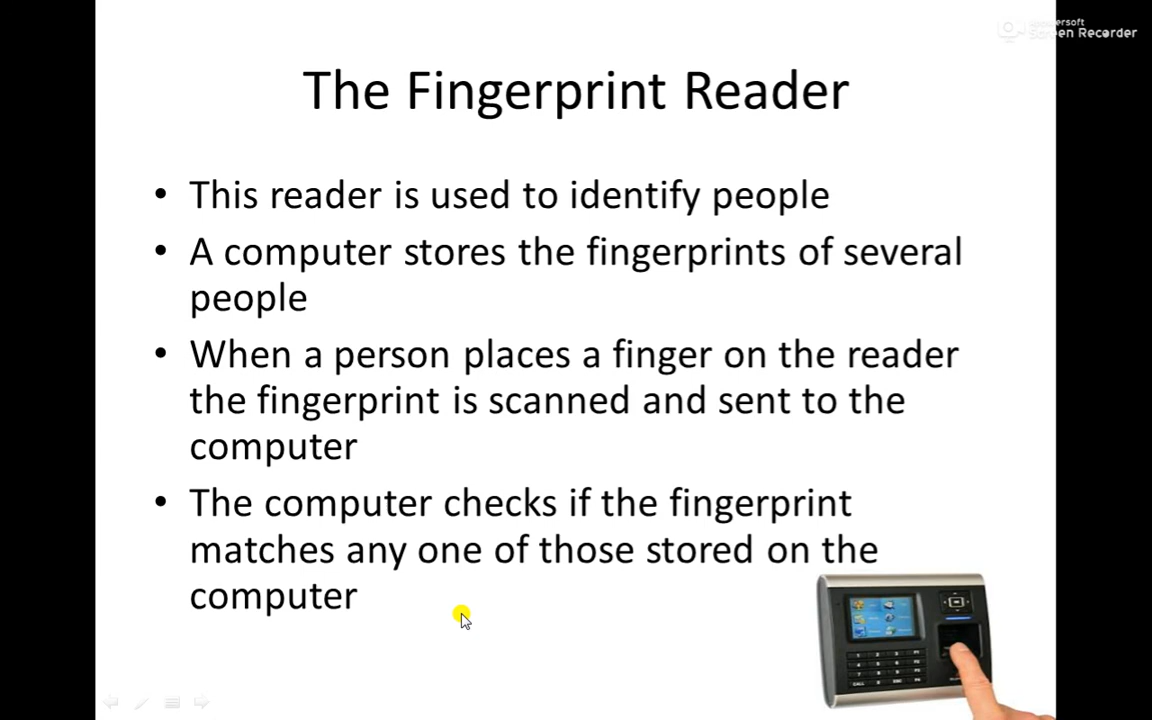 Screen Recorder
The Fingerprint Reader
• This reader is used to identify people
• A computer stores the fingerprints of several
people
• When a person places a finger on the reader
the fingerprint is scanned and sent to the
computer
• The computer checks if the fingerprint
matches any one of those stored on the
computer